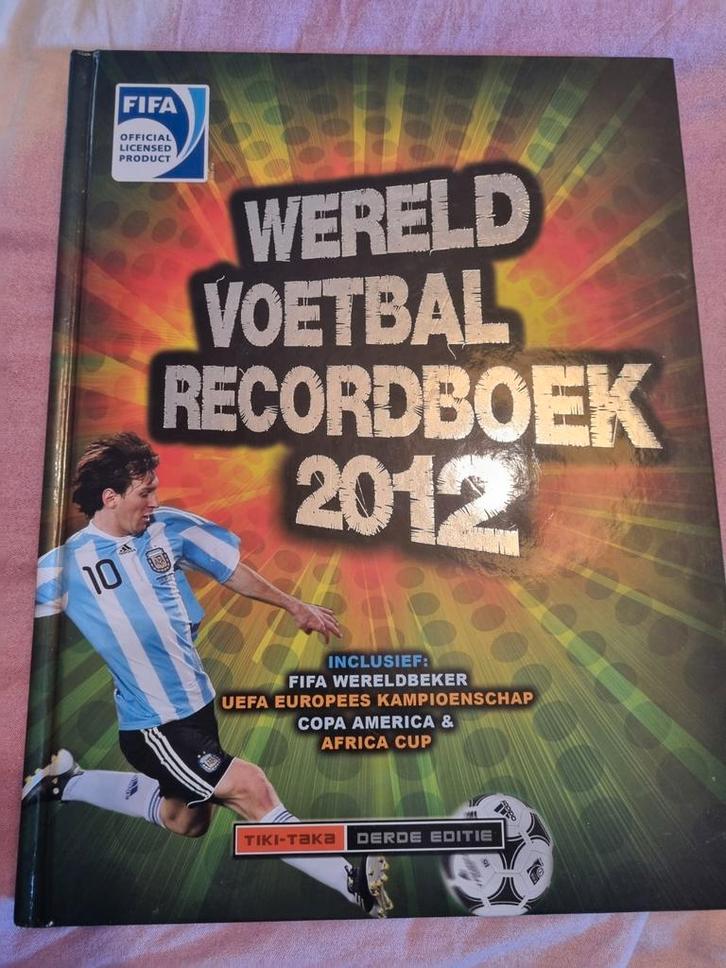 FIFA
OFFICIAL
LICENSED
PRODUCT
WERELD
VOETBAL
RECORDBOEK
2012
10
INCLUSIEF:
FIFA WERELDBEKER
UEFA EUROPEES KAMPIOENSCHAP
COPA AMERICA &
AFRICA CUP
TIKI-TAKA DERDE EDITIE